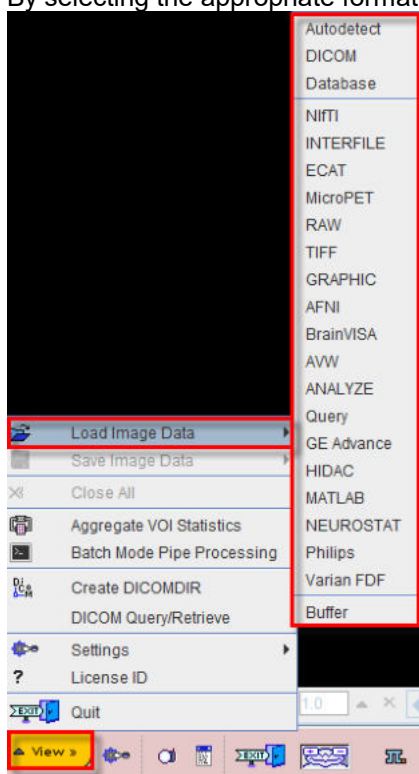 By selecting the appropriate format
Autodetect
DICOM
Database
NIfTI
INTERFILE
ECAT
MicroPET
RAW
TIFF
GRAPHIC
AFNI
BrainVISA
AVW
ANALYZE
Query
GE Advance
HIDAC
MATLAB
NEUROSTAT
Philips
Varian FDF
Buffer
Load Image Data
Save Image Data
Close All
Aggregate VOI Statistics
Batch Mode Pipe Processing
Create DICOMDIR
DICOM Query/Retrieve
Settings
? License ID
EXIT Quit
1.0
View »
EXIT